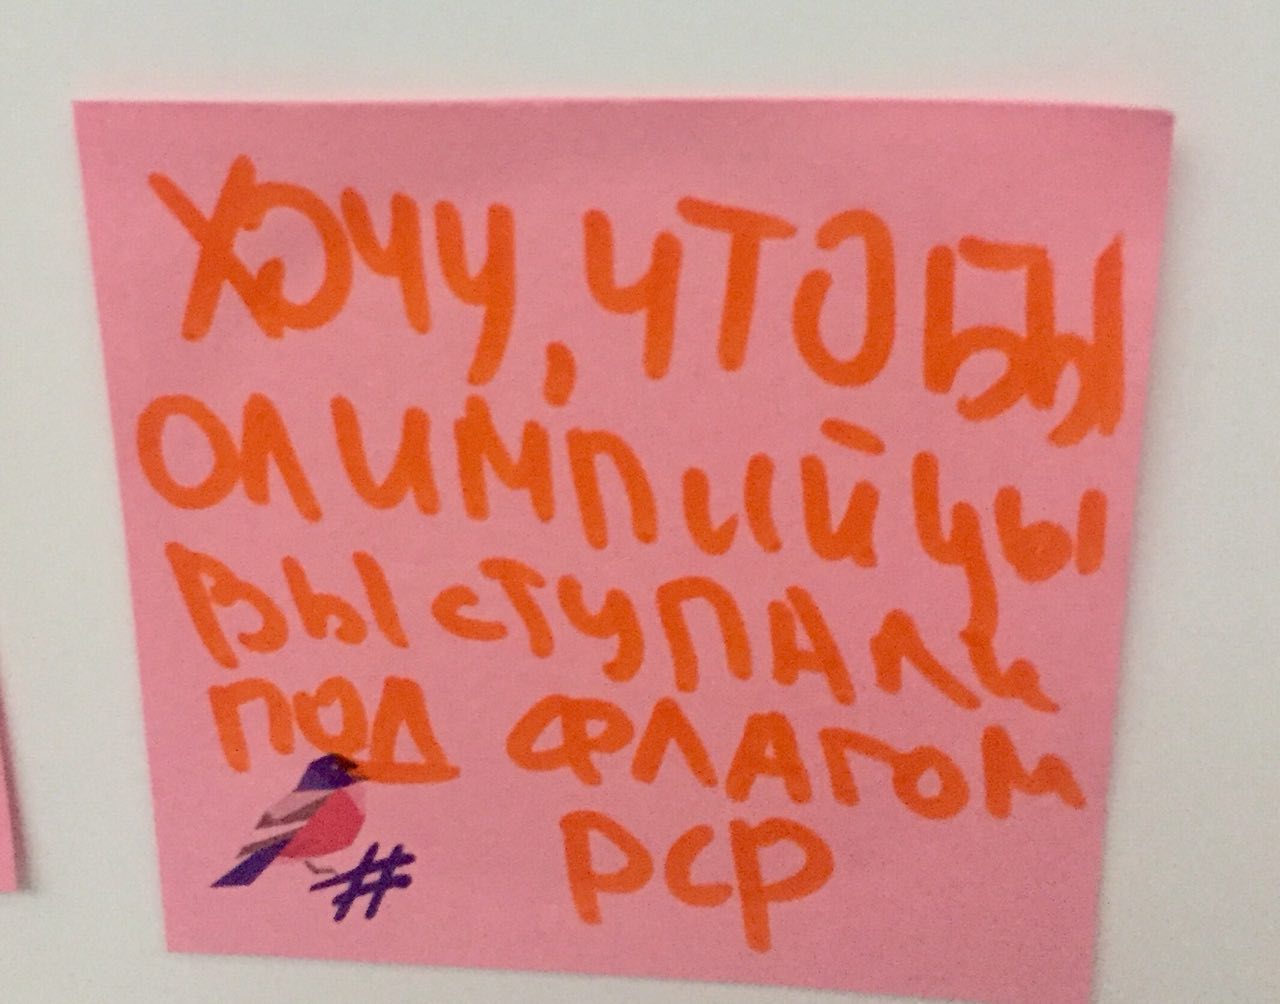 ХОЧУ, ЧТОБЫ
ОЛИМПИЙЦЫ
ВЫСТУПАЛИ
ПОД ФЛАГОМ
РСР
#